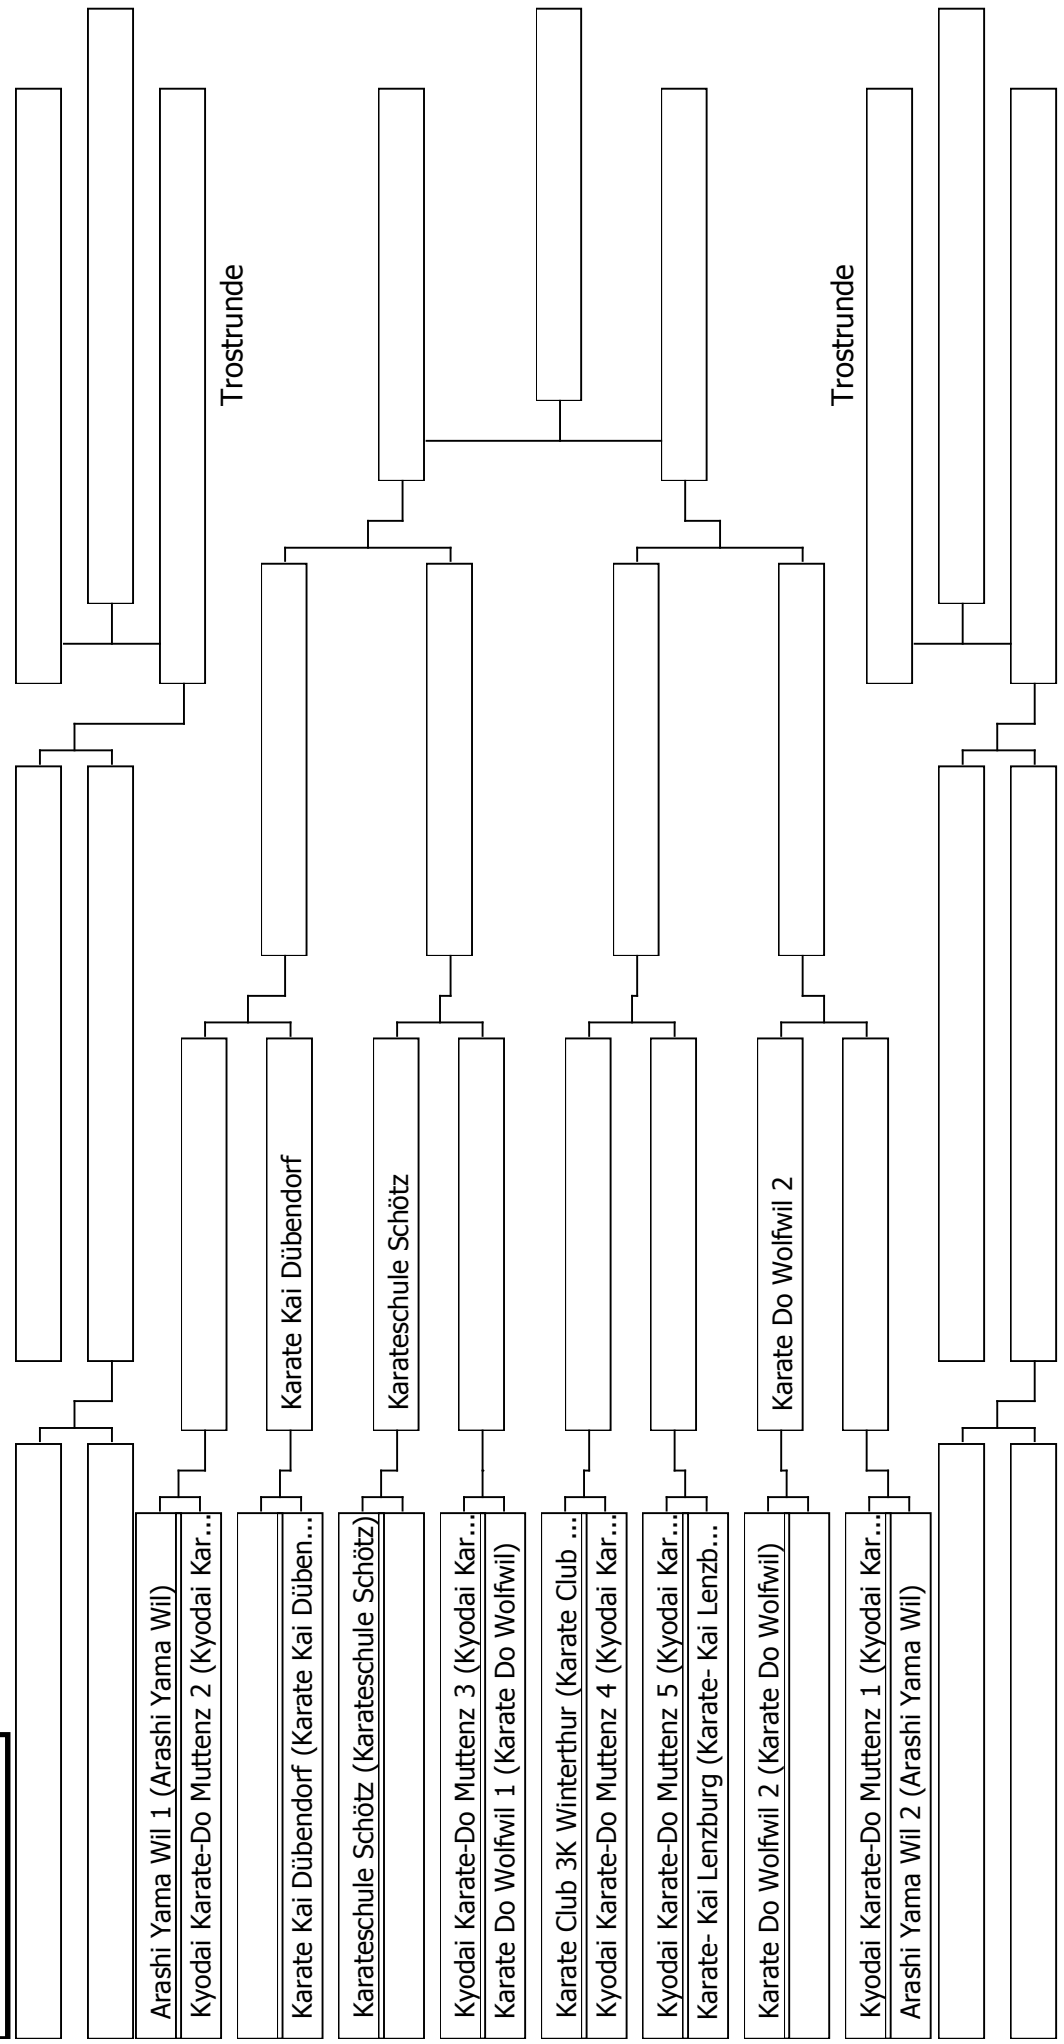 Arashi Yama Wil 1 (Arashi Yama Wil)
Kyodai Karate-Do Muttenz 2 (Kyodai Kar...
Karate Kai Dübendorf (Karate Kai Düben...
Karateschule Schötz (Karateschule Schötz)
Kyodai Karate-Do Muttenz 3 (Kyodai Kar...
Karate Do Wolfwil 1 (Karate Do Wolfwil)
Karate Club 3K Winterthur (Karate Club ...
Kyodai Karate-Do Muttenz 4 (Kyodai Kar...
Kyodai Karate-Do Muttenz 5 (Kyodai Kar...
Karate- Kai Lenzburg (Karate- Kai Lenzb...
Karate Do Wolfwil 2 (Karate Do Wolfwil)
Kyodai Karate-Do Muttenz 1 (Kyodai Kar...
Arashi Yama Wil 2 (Arashi Yama Wil)
Karate Kai Dübendorf
Karateschule Schötz
Karate Do Wolfwil 2
Trostrunde
Trostrunde